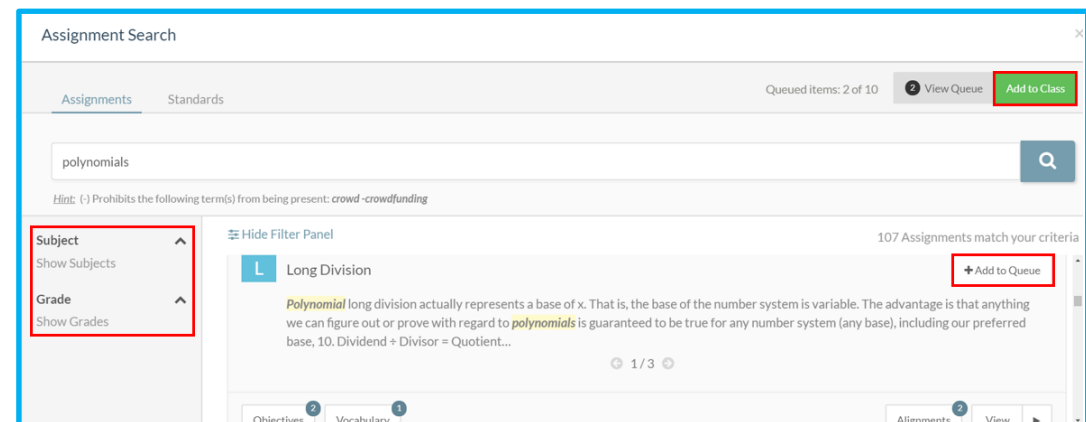 Assignment Search
×
Assignments Standards
Queued items: 2 of 10 2 View Queue Add to Class
polynomials
Hint: (-) Prohibits the following term(s) from being present: crowd -crowdfunding
Subject
Show Subjects
Grade
Show Grades
Hide Filter Panel
107 Assignments match your criteria
L Long Division
+ Add to Queue
Polynomial long division actually represents a base of x. That is, the base of the number system is variable. The advantage is that anything
we can figure out or prove with regard to polynomials is guaranteed to be true for any number system (any base), including our preferred
base, 10. Dividend ÷ Divisor = Quotient...
1/3
Objectives 2 Vocabulary 1 Alignments 2 View